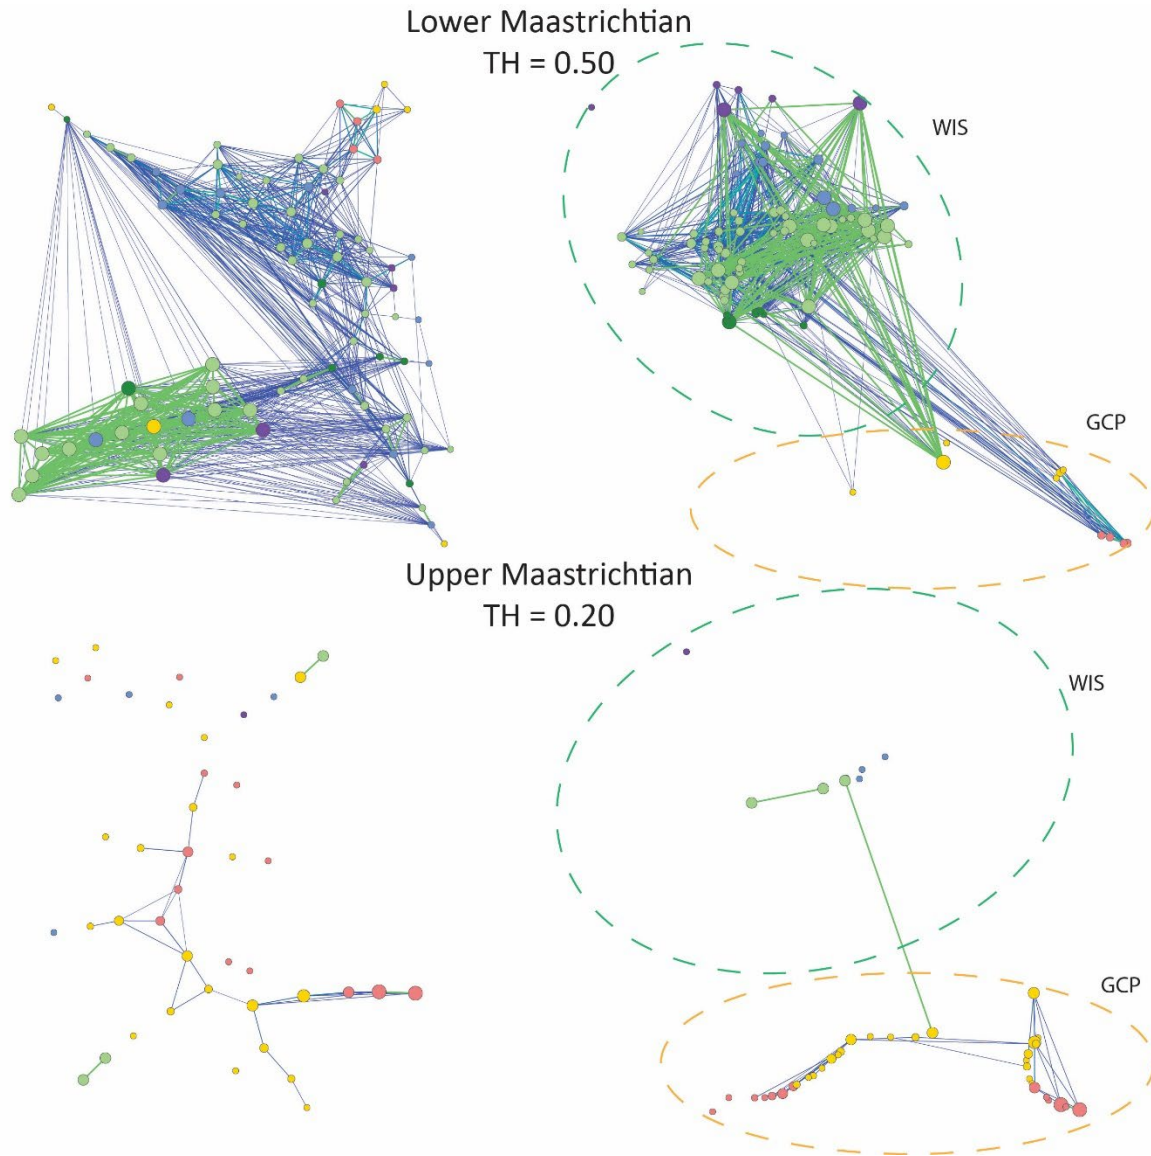 Lower Maastrichtian
TH = 0.50
WIS
GCP
Upper Maastrichtian
TH = 0.20
WIS
GCP